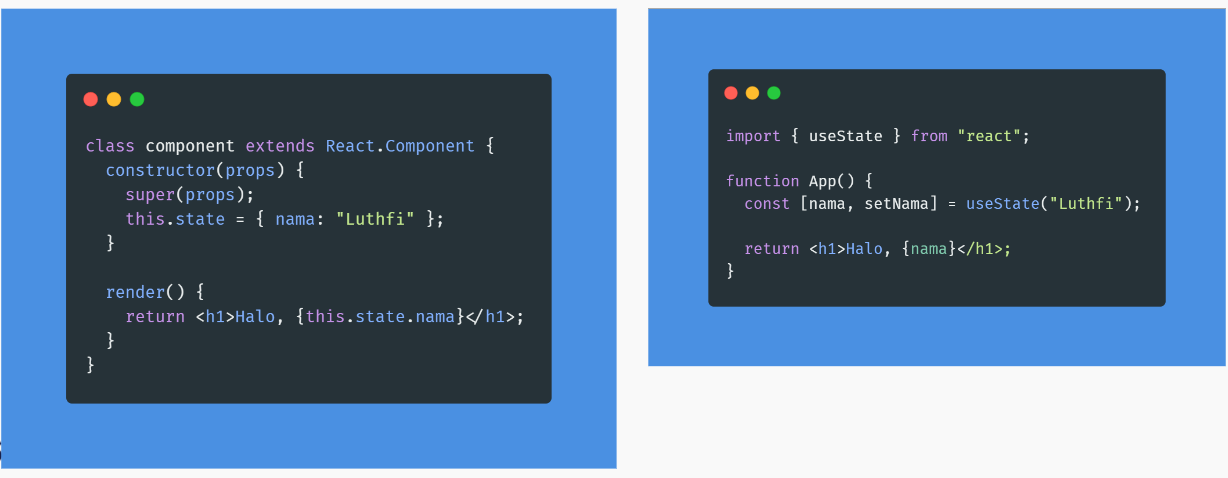 class component extends React.Component {
  constructor(props) {
    super(props);
    this.state = { nama: "Luthfi" };
  }

  render() {
    return <h1>Halo, {this.state.nama}</h1>;
  }
}
import { useState } from "react";

function App() {
  const [nama, setNama] = useState("Luthfi");

  return <h1>Halo, {nama}</h1>;
}